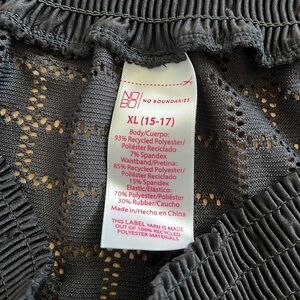 NO
BO
NO BOUNDARIES
XL (15-17)
Body/Cuerpo:
93% Recycled Polyester/
Poliéster Reciclado
7% Spandex
Waistband/Pretina:
85% Recycled Polyester/
Poliéster Reciclado
15% Spandex
Elastic/Elástico:
70% Polyester/Poliéster
30% Rubber/Caucho
Made in/Hecho en China
THIS LABEL YARN IS MADE
OUT OF 100% RECYCLED
POLYESTER MATERIALS